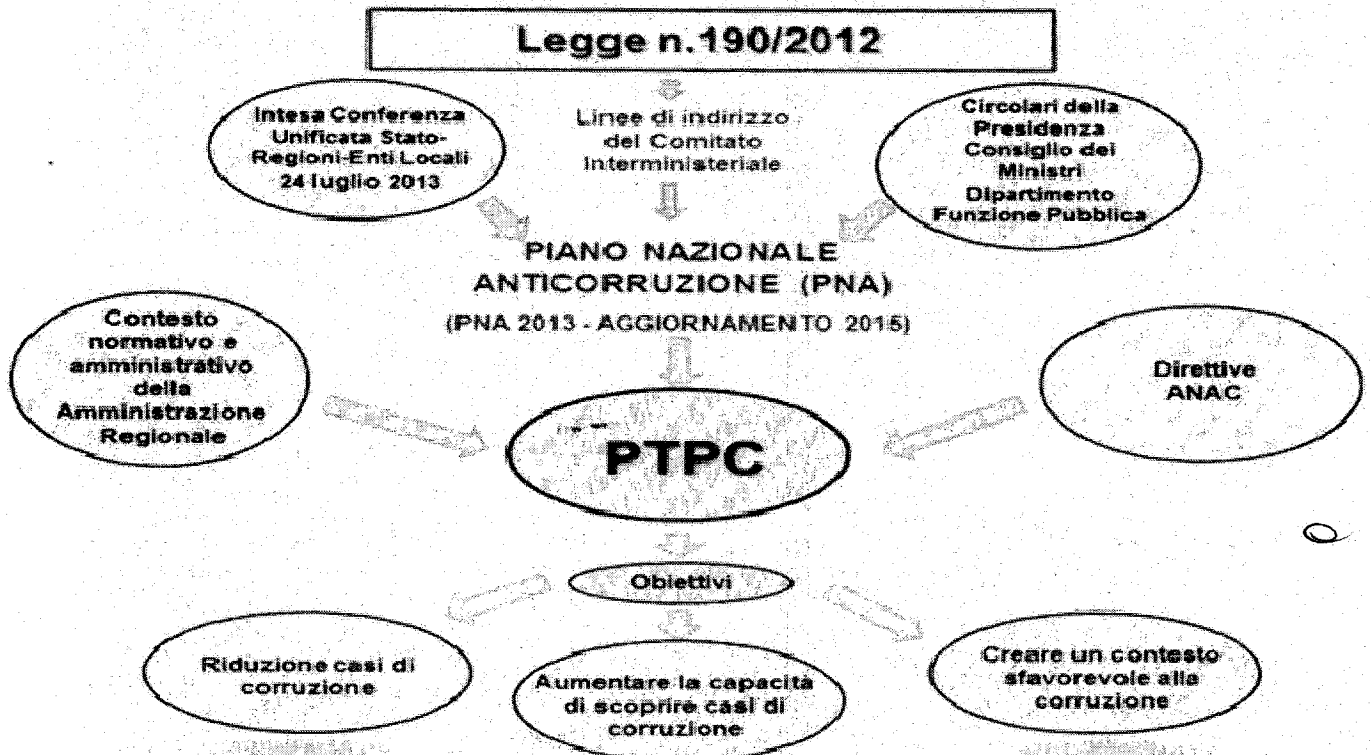 Legge n.190/2012
Intesa Conferenza
Unificata Stato-
Regioni-Enti Locali
24 luglio 2013
Linee di indirizzo
del Comitato
Interministeriale
Circolari della
Presidenza
Consiglio dei
Ministri
Dipartimento
Funzione Pubblica
PIANO NAZIONALE
ANTICORRUZIONE (PNA)
(PNA 2013 - AGGIORNAMENTO 2015)
Contesto
normativo e
amministrativo
della
Amministrazione
Regionale
Direttive
ANAC
PTPC
Obiettivi
Riduzione casi di
corruzione
Aumentare la capacità
di scoprire casi di
corruzione
Creare un contesto
sfavorevole alla
corruzione